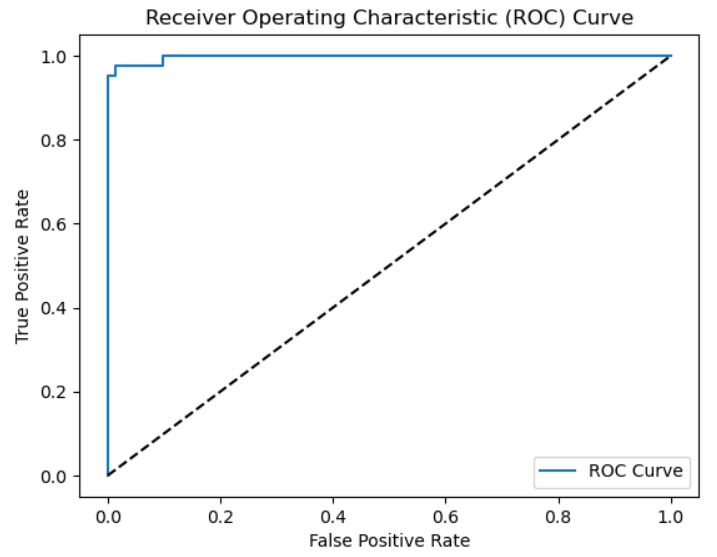 Receiver Operating Characteristic (ROC) Curve
1.0
0.8
0.6
0.4
0.2
0.0
True Positive Rate
ROC Curve
0.0 0.2 0.4 0.6 0.8 1.0
False Positive Rate